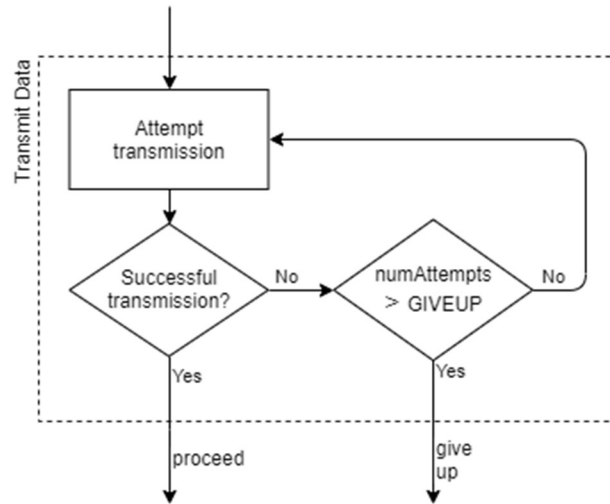 Transmit Data
Attempt
transmission
Successful
transmission?
No
numAttempts
> GIVEUP
No
Yes
Yes
proceed
give
up